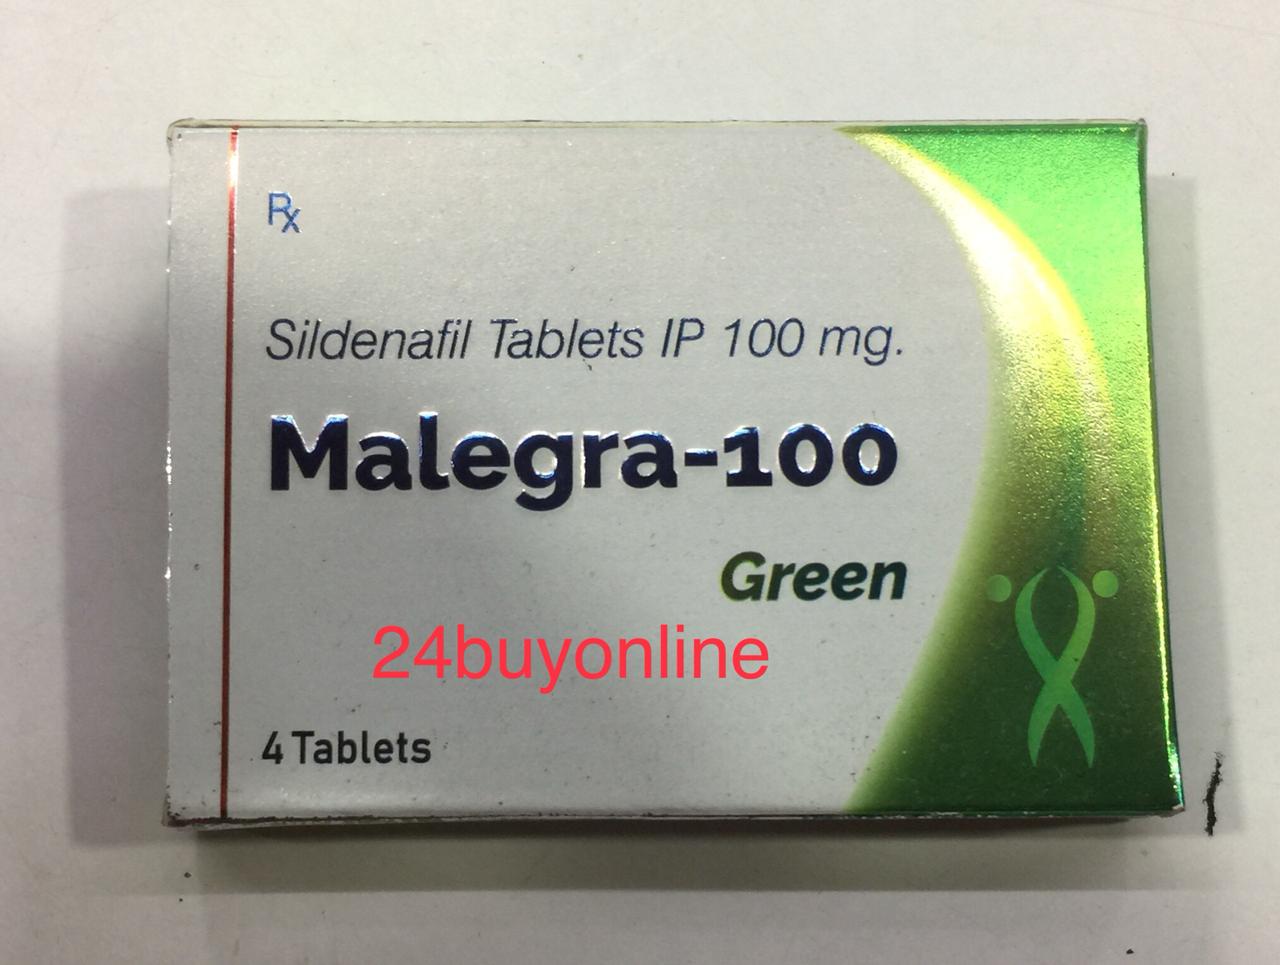 Rx
Sildenafil Tablets IP 100 mg.
Malegra-100
Green
24buyonline
4 Tablets